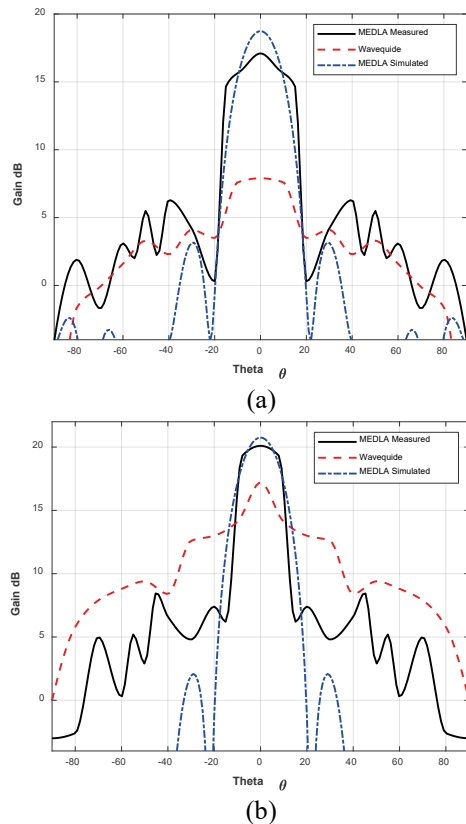 20
15
10
5
0
Gain dB
MEDLA Measured
Wavequide
MEDLA Simulated
-80 -60 -40 -20 0 20 40 60 80
Theta θ
(a)
20
15
10
5
0
Gain dB
MEDLA Measured
Wavequide
MEDLA Simulated
-80 -60 -40 -20 0 20 40 60 80
Theta θ
(b)